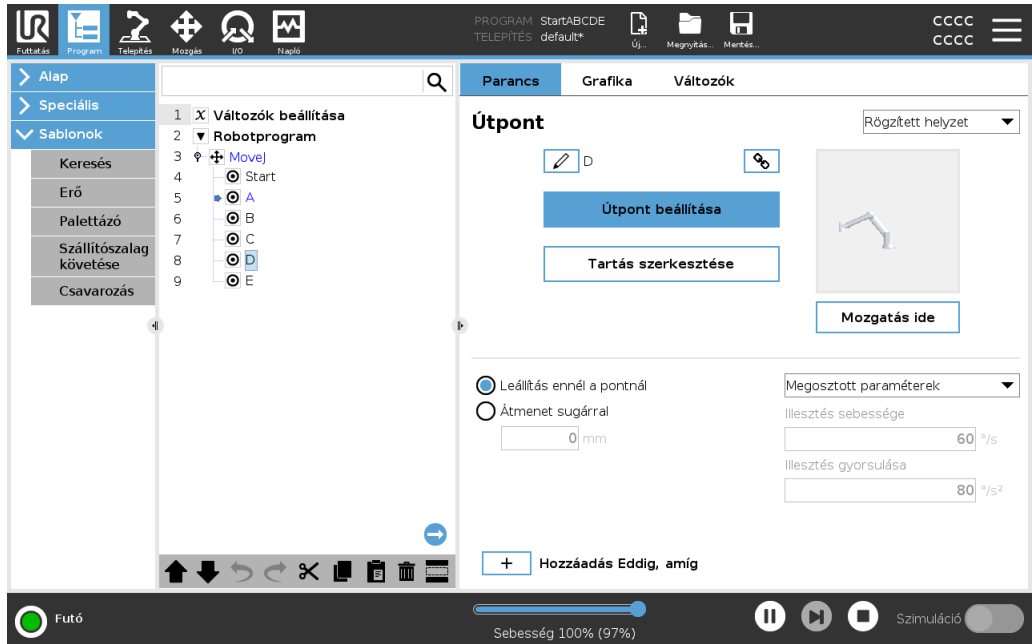 UR
Futtatás
Program
Telepítés
Mozgás
I/O
Napló
PROGRAM StartABCDE
TELEPÍTÉS default*
Új...
Megnyitás...
Mentés...
CCCC
CCCC
Alap
Speciális
Sablonok
Keresés
Erő
Palettázó
Szállítószalag
követése
Csavarozás
1 X Változók beállítása
2 Robotprogram
3 MoveJ
4 Start
5 A
6 B
7 C
8 D
9 E
Parancs Grafika Változók
Útpont
Rögzített helyzet
D
Útpont beállítása
Tartás szerkesztése
Mozgatás ide
Leállítás ennél a pontnál
Megosztott paraméterek
Átmenet sugárral
Illesztés sebessége
0 mm
60 °/s
Illesztés gyorsulása
80 °/s²
+ Hozzáadás Eddig, amíg
Futó
Sebesség 100% (97%)
Szimuláció